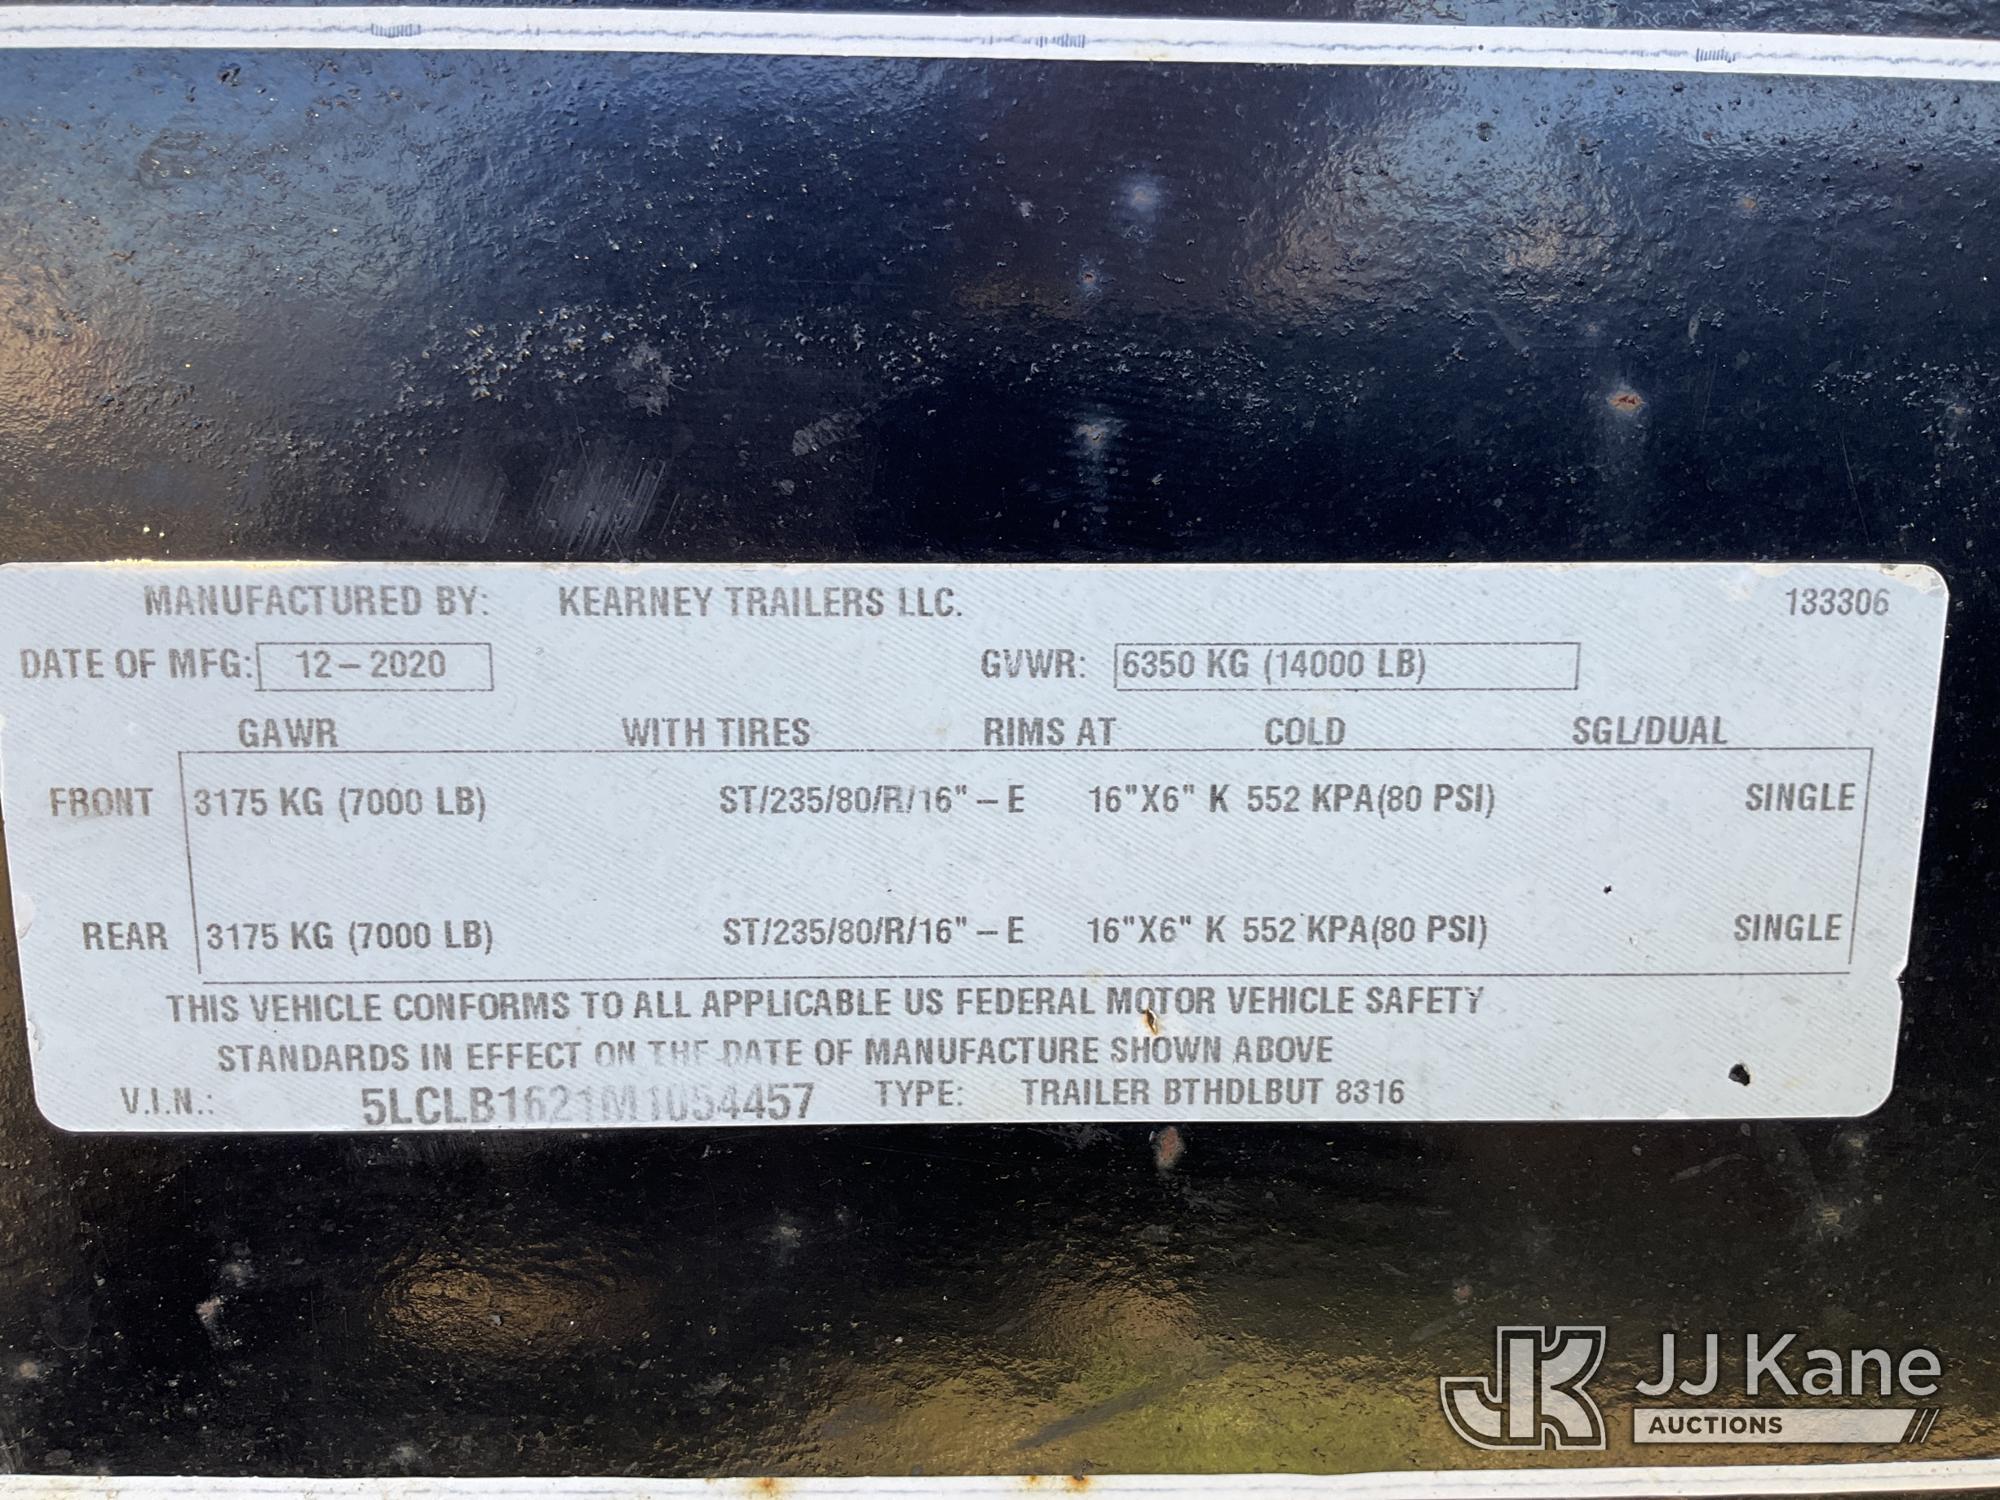 MANUFACTURED BY: KEARNEY TRAILERS LLC. 133306
DATE OF MFG: 12-2020 GVWR: 6350 KG (14000 LB)
GAWR WITH TIRES RIMS AT COLD SGL/DUAL
FRONT 3175 KG (7000 LB) ST/235/80/R/16" - E 16"X6" K 552 KPA(80 PSI) SINGLE
REAR 3175 KG (7000 LB) ST/235/80/R/16" - E 16"X6" K 552 KPA(80 PSI) SINGLE
THIS VEHICLE CONFORMS TO ALL APPLICABLE US FEDERAL MOTOR VEHICLE SAFETY
STANDARDS IN EFFECT ON THE DATE OF MANUFACTURE SHOWN ABOVE
V.I.N.: 5LCLB1621M1054457 TYPE: TRAILER BTHDLBUT 8316
JK JJ Kane
AUCTIONS